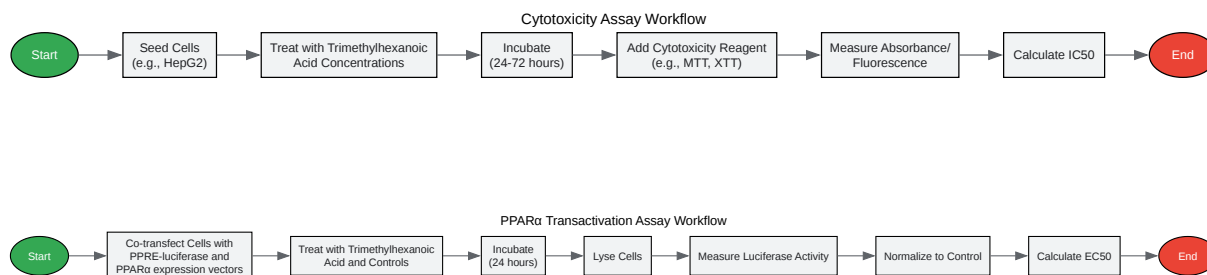 Cytotoxicity Assay Workflow
Start
Seed Cells
(e.g., HepG2)
Treat with Trimethylhexanoic
Acid Concentrations
Incubate
(24-72 hours)
Add Cytotoxicity Reagent
(e.g., MTT, XTT)
Measure Absorbance/
Fluorescence
Calculate IC50
End
PPARα Transactivation Assay Workflow
Start
Co-transfect Cells with
PPRE-luciferase and
PPARα expression vectors
Treat with Trimethylhexanoic
Acid and Controls
Incubate
(24 hours)
Lyse Cells
Measure Luciferase Activity
Normalize to Control
Calculate EC50
End